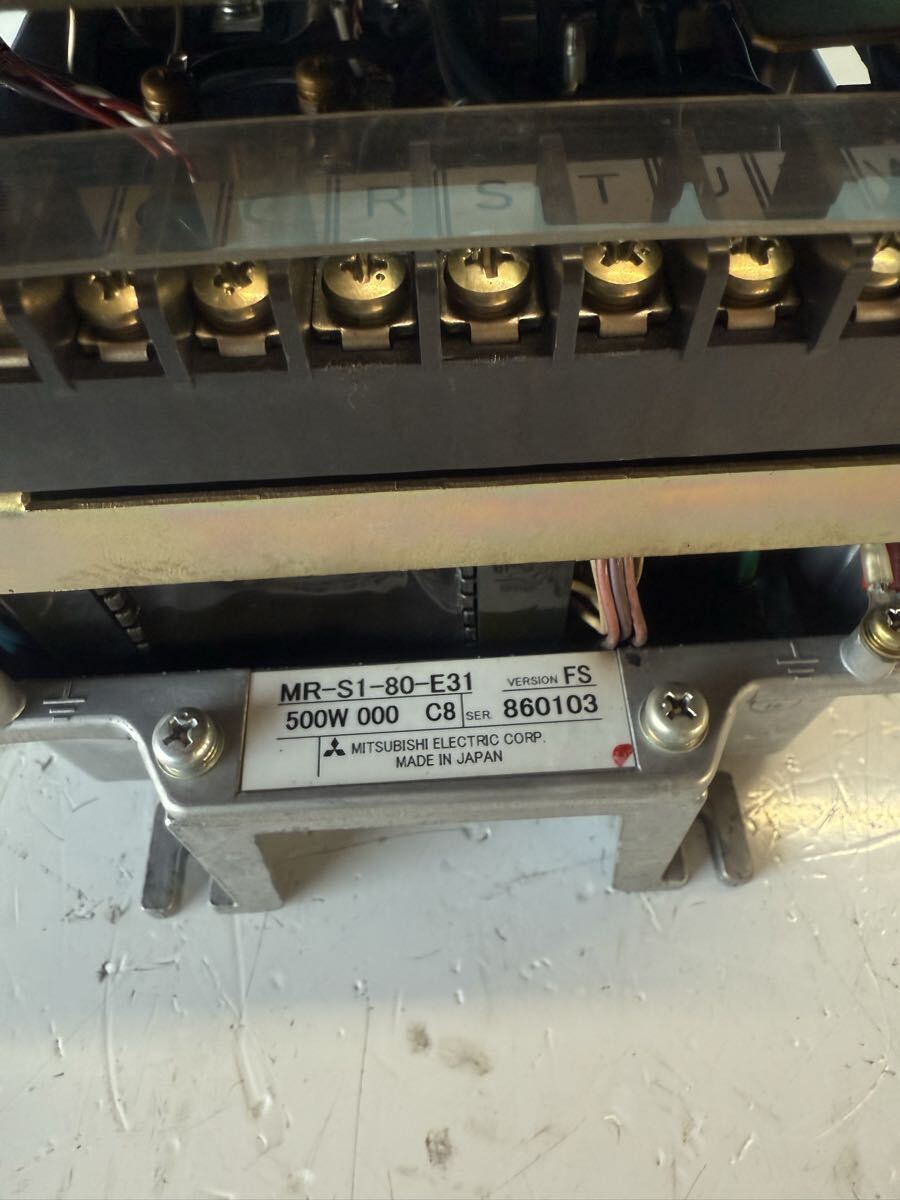 R S T U
MR-S1-80-E31 VERSION FS
500W 000 C8 SER. 860103
MITSUBISHI ELECTRIC CORP.
MADE IN JAPAN